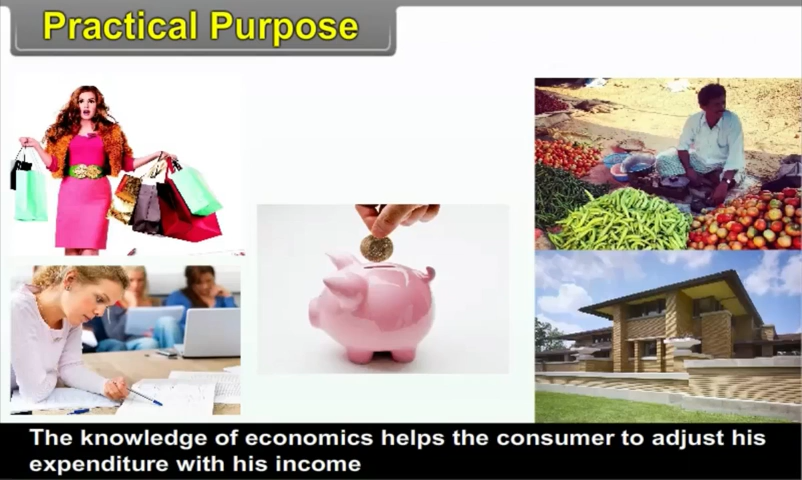 Practical Purpose
The knowledge of economics helps the consumer to adjust his
expenditure with his income